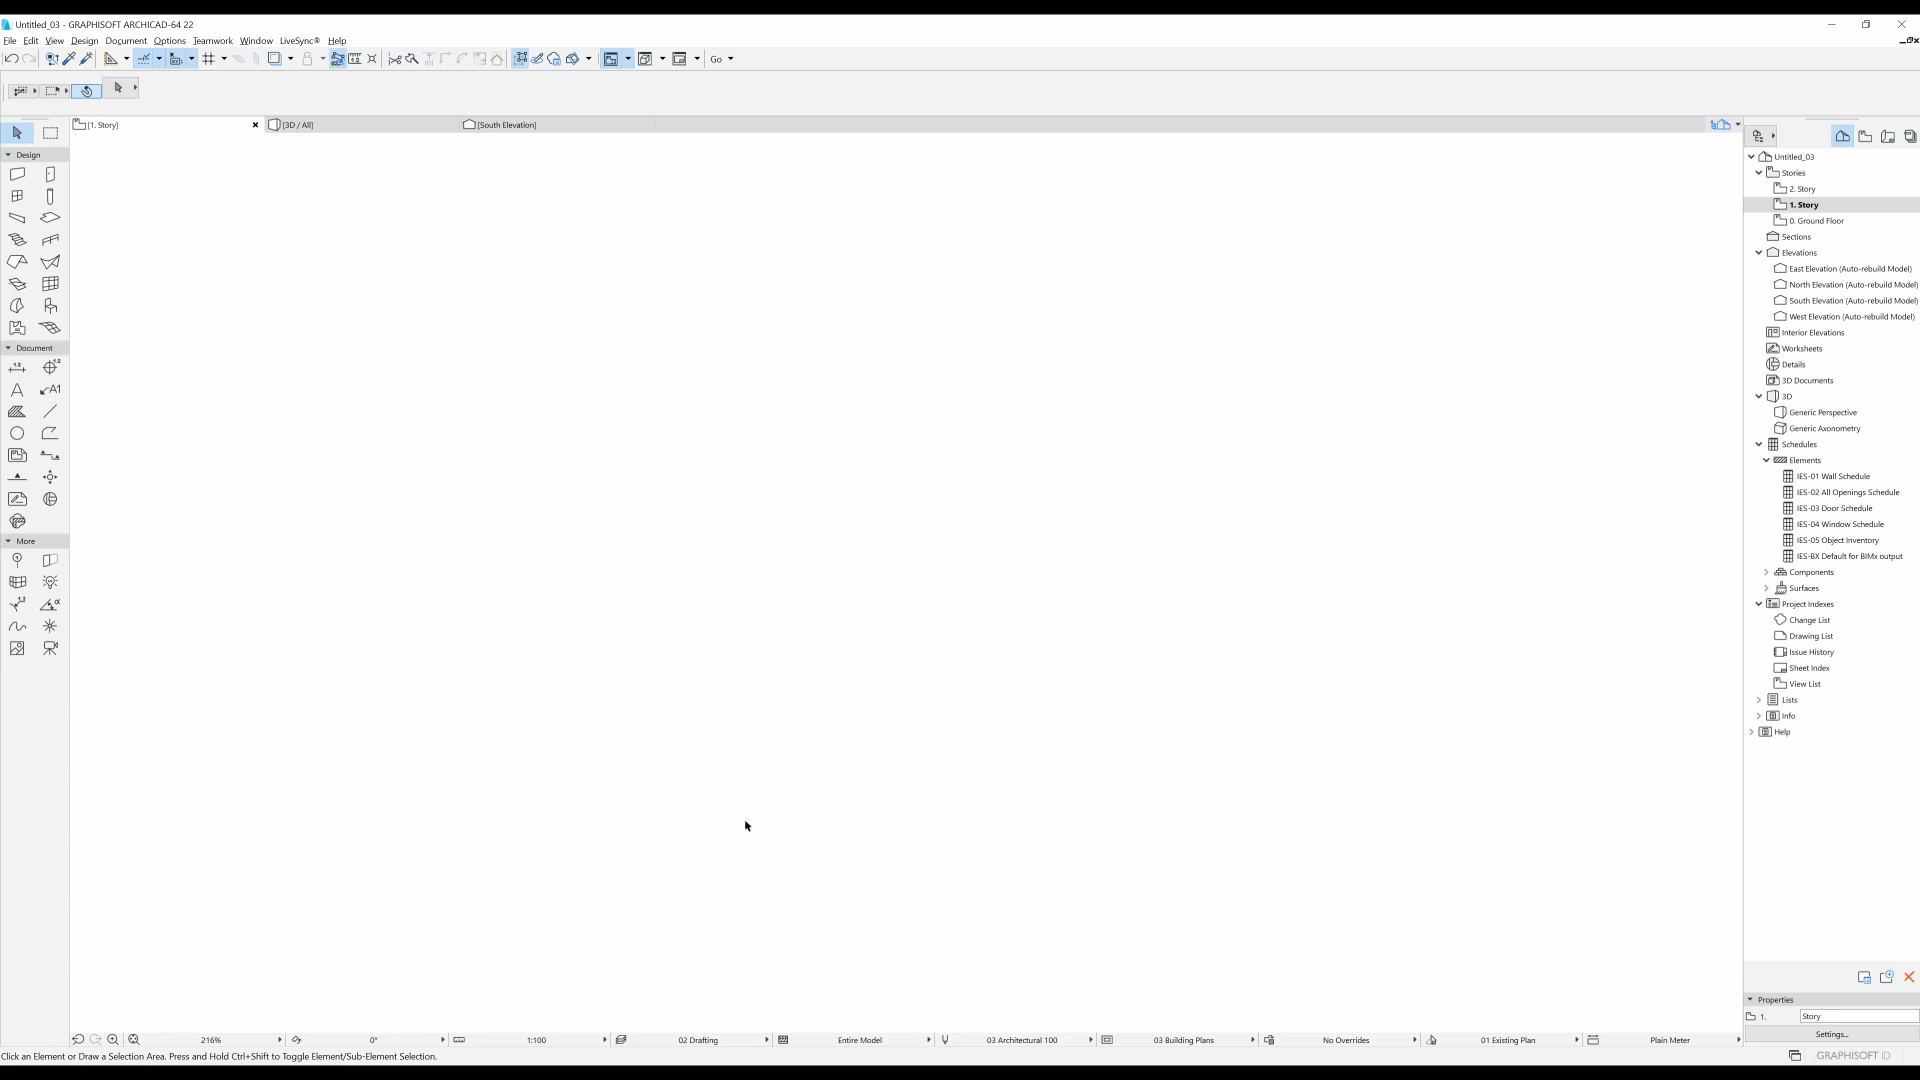 Untitled_03 - GRAPHISOFT ARCHICAD-64 22
File Edit View Design Document Options Teamwork Window LiveSync® Help
Go
[1. Story] [3D / All] [South Elevation]
Design
Document
A A1
More
Untitled_03
Stories
2. Story
1. Story
0. Ground Floor
Sections
Elevations
East Elevation (Auto-rebuild Model)
North Elevation (Auto-rebuild Model)
South Elevation (Auto-rebuild Model)
West Elevation (Auto-rebuild Model)
Interior Elevations
Worksheets
Details
3D Documents
3D
Generic Perspective
Generic Axonometry
Schedules
Elements
IES-01 Wall Schedule
IES-02 All Openings Schedule
IES-03 Door Schedule
IES-04 Window Schedule
IES-05 Object Inventory
IES-BX Default for BIMx output
Components
Surfaces
Project Indexes
Change List
Drawing List
Issue History
Sheet Index
View List
Lists
Info
Help
Properties
1. Story
Settings...
216% 0° 1:100 02 Drafting Entire Model 03 Architectural 100 03 Building Plans No Overrides 01 Existing Plan Plain Meter
Click an Element or Draw a Selection Area. Press and Hold Ctrl+Shift to Toggle Element/Sub-Element Selection.
GRAPHISOFT ID